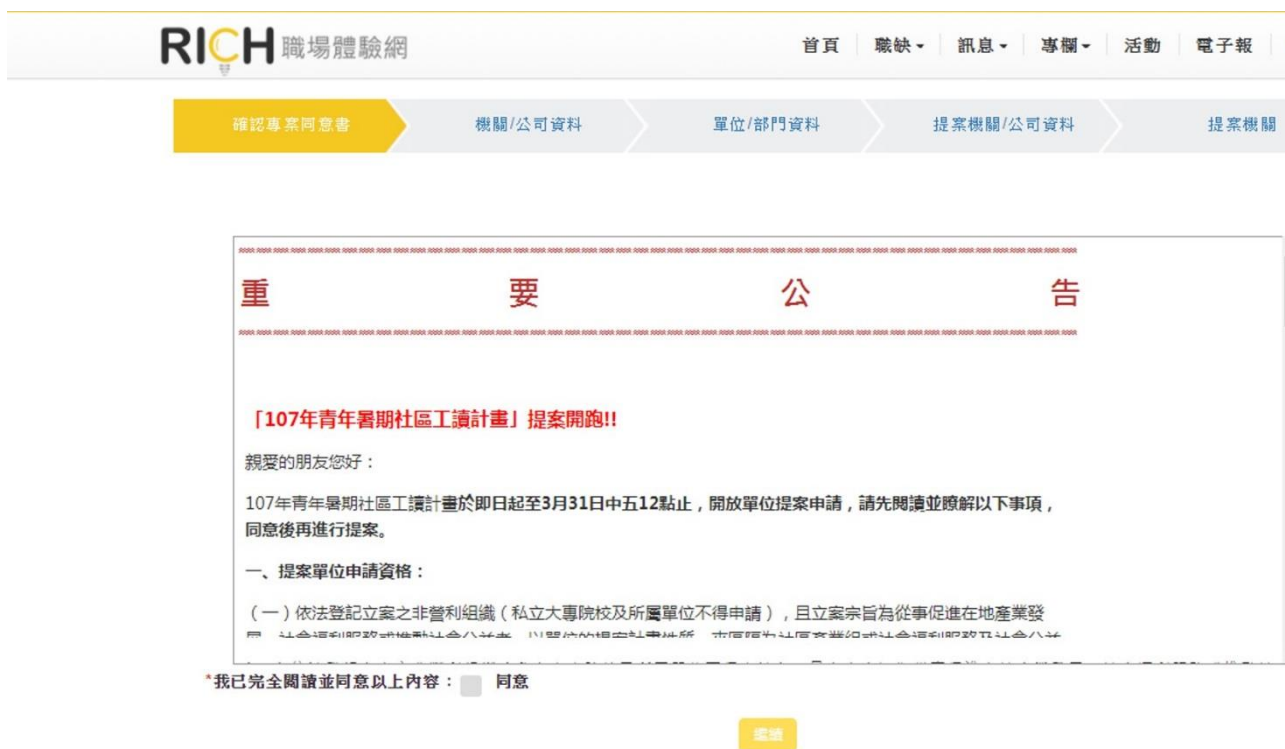 RICH 職場體驗網
首頁 職缺 訊息 專欄 活動 電子報
確認專案同意書 機關/公司資料 單位/部門資料 提案機關/公司資料 提案機關
重 要 公 告
「107年青年暑期社區工讀計畫」提案開跑!!
親愛的朋友您好：
107年青年暑期社區工讀計畫於即日起至3月31日中五12點止，開放單位提案申請，請先閱讀並瞭解以下事項，
同意後再進行提案。
一、提案單位申請資格：
（一）依法登記立案之非營利組織（私立大專院校及所屬單位不得申請），且立案宗旨為從事促進在地產業發
*我已完全閱讀並同意以上內容： 同意
繼續